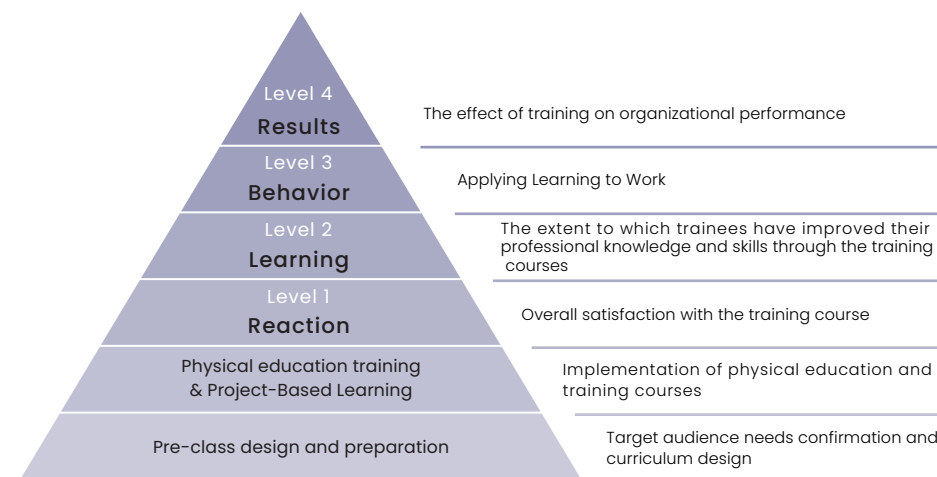 Level 4
Results
The effect of training on organizational performance
Level 3
Behavior
Applying Learning to Work
Level 2
Learning
The extent to which trainees have improved their
professional knowledge and skills through the training
courses
Level 1
Reaction
Overall satisfaction with the training course
Physical education training
& Project-Based Learning
Implementation of physical education and
training courses
Pre-class design and preparation
Target audience needs confirmation and
curriculum design